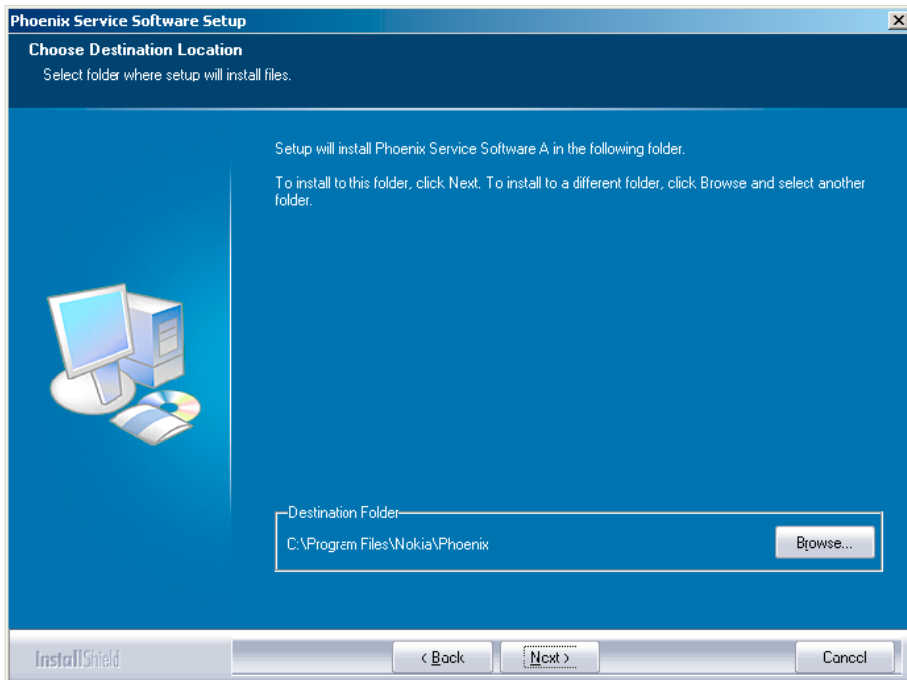 Phoenix Service Software Setup
Choose Destination Location
Select folder where setup will install files.
Setup will install Phoenix Service Software A in the following folder.
To install to this folder, click Next. To install to a different folder, click Browse and select another
folder.
Destination Folder
C:\Program Files\Nokia\Phoenix
Browse...
InstallShield
< Back
Next >
Cancel